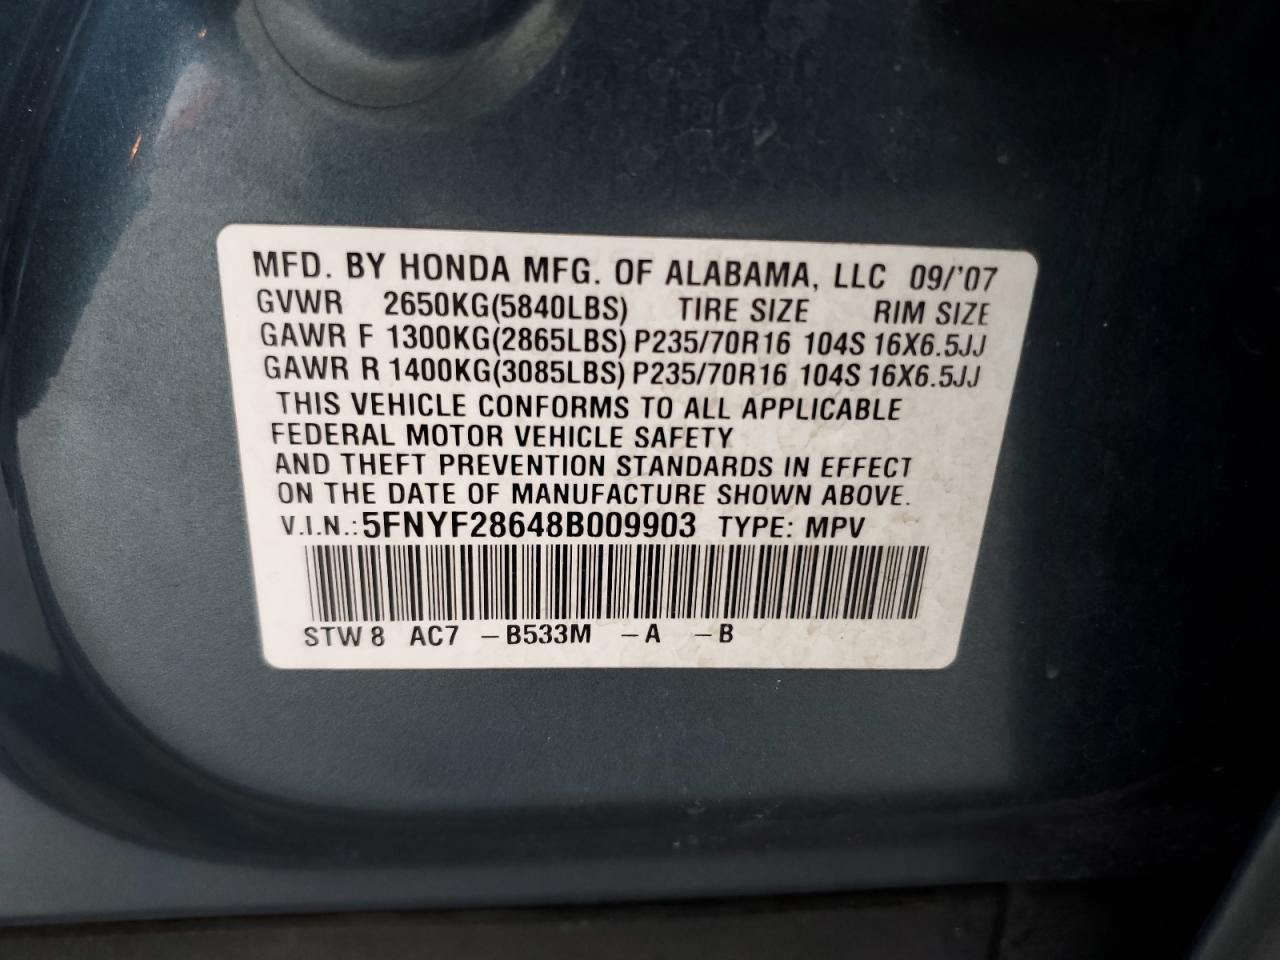 MFD. BY HONDA MFG. OF ALABAMA, LLC 09/'07
GVWR 2650KG(5840LBS) TIRE SIZE RIM SIZE
GAWR F 1300KG(2865LBS) P235/70R16 104S 16X6.5JJ
GAWR R 1400KG(3085LBS) P235/70R16 104S 16X6.5JJ
THIS VEHICLE CONFORMS TO ALL APPLICABLE
FEDERAL MOTOR VEHICLE SAFETY
AND THEFT PREVENTION STANDARDS IN EFFECT
ON THE DATE OF MANUFACTURE SHOWN ABOVE.
V.I.N.: 5FNYF28648B009903 TYPE: MPV
STW 8 AC7 -B533M -A -B